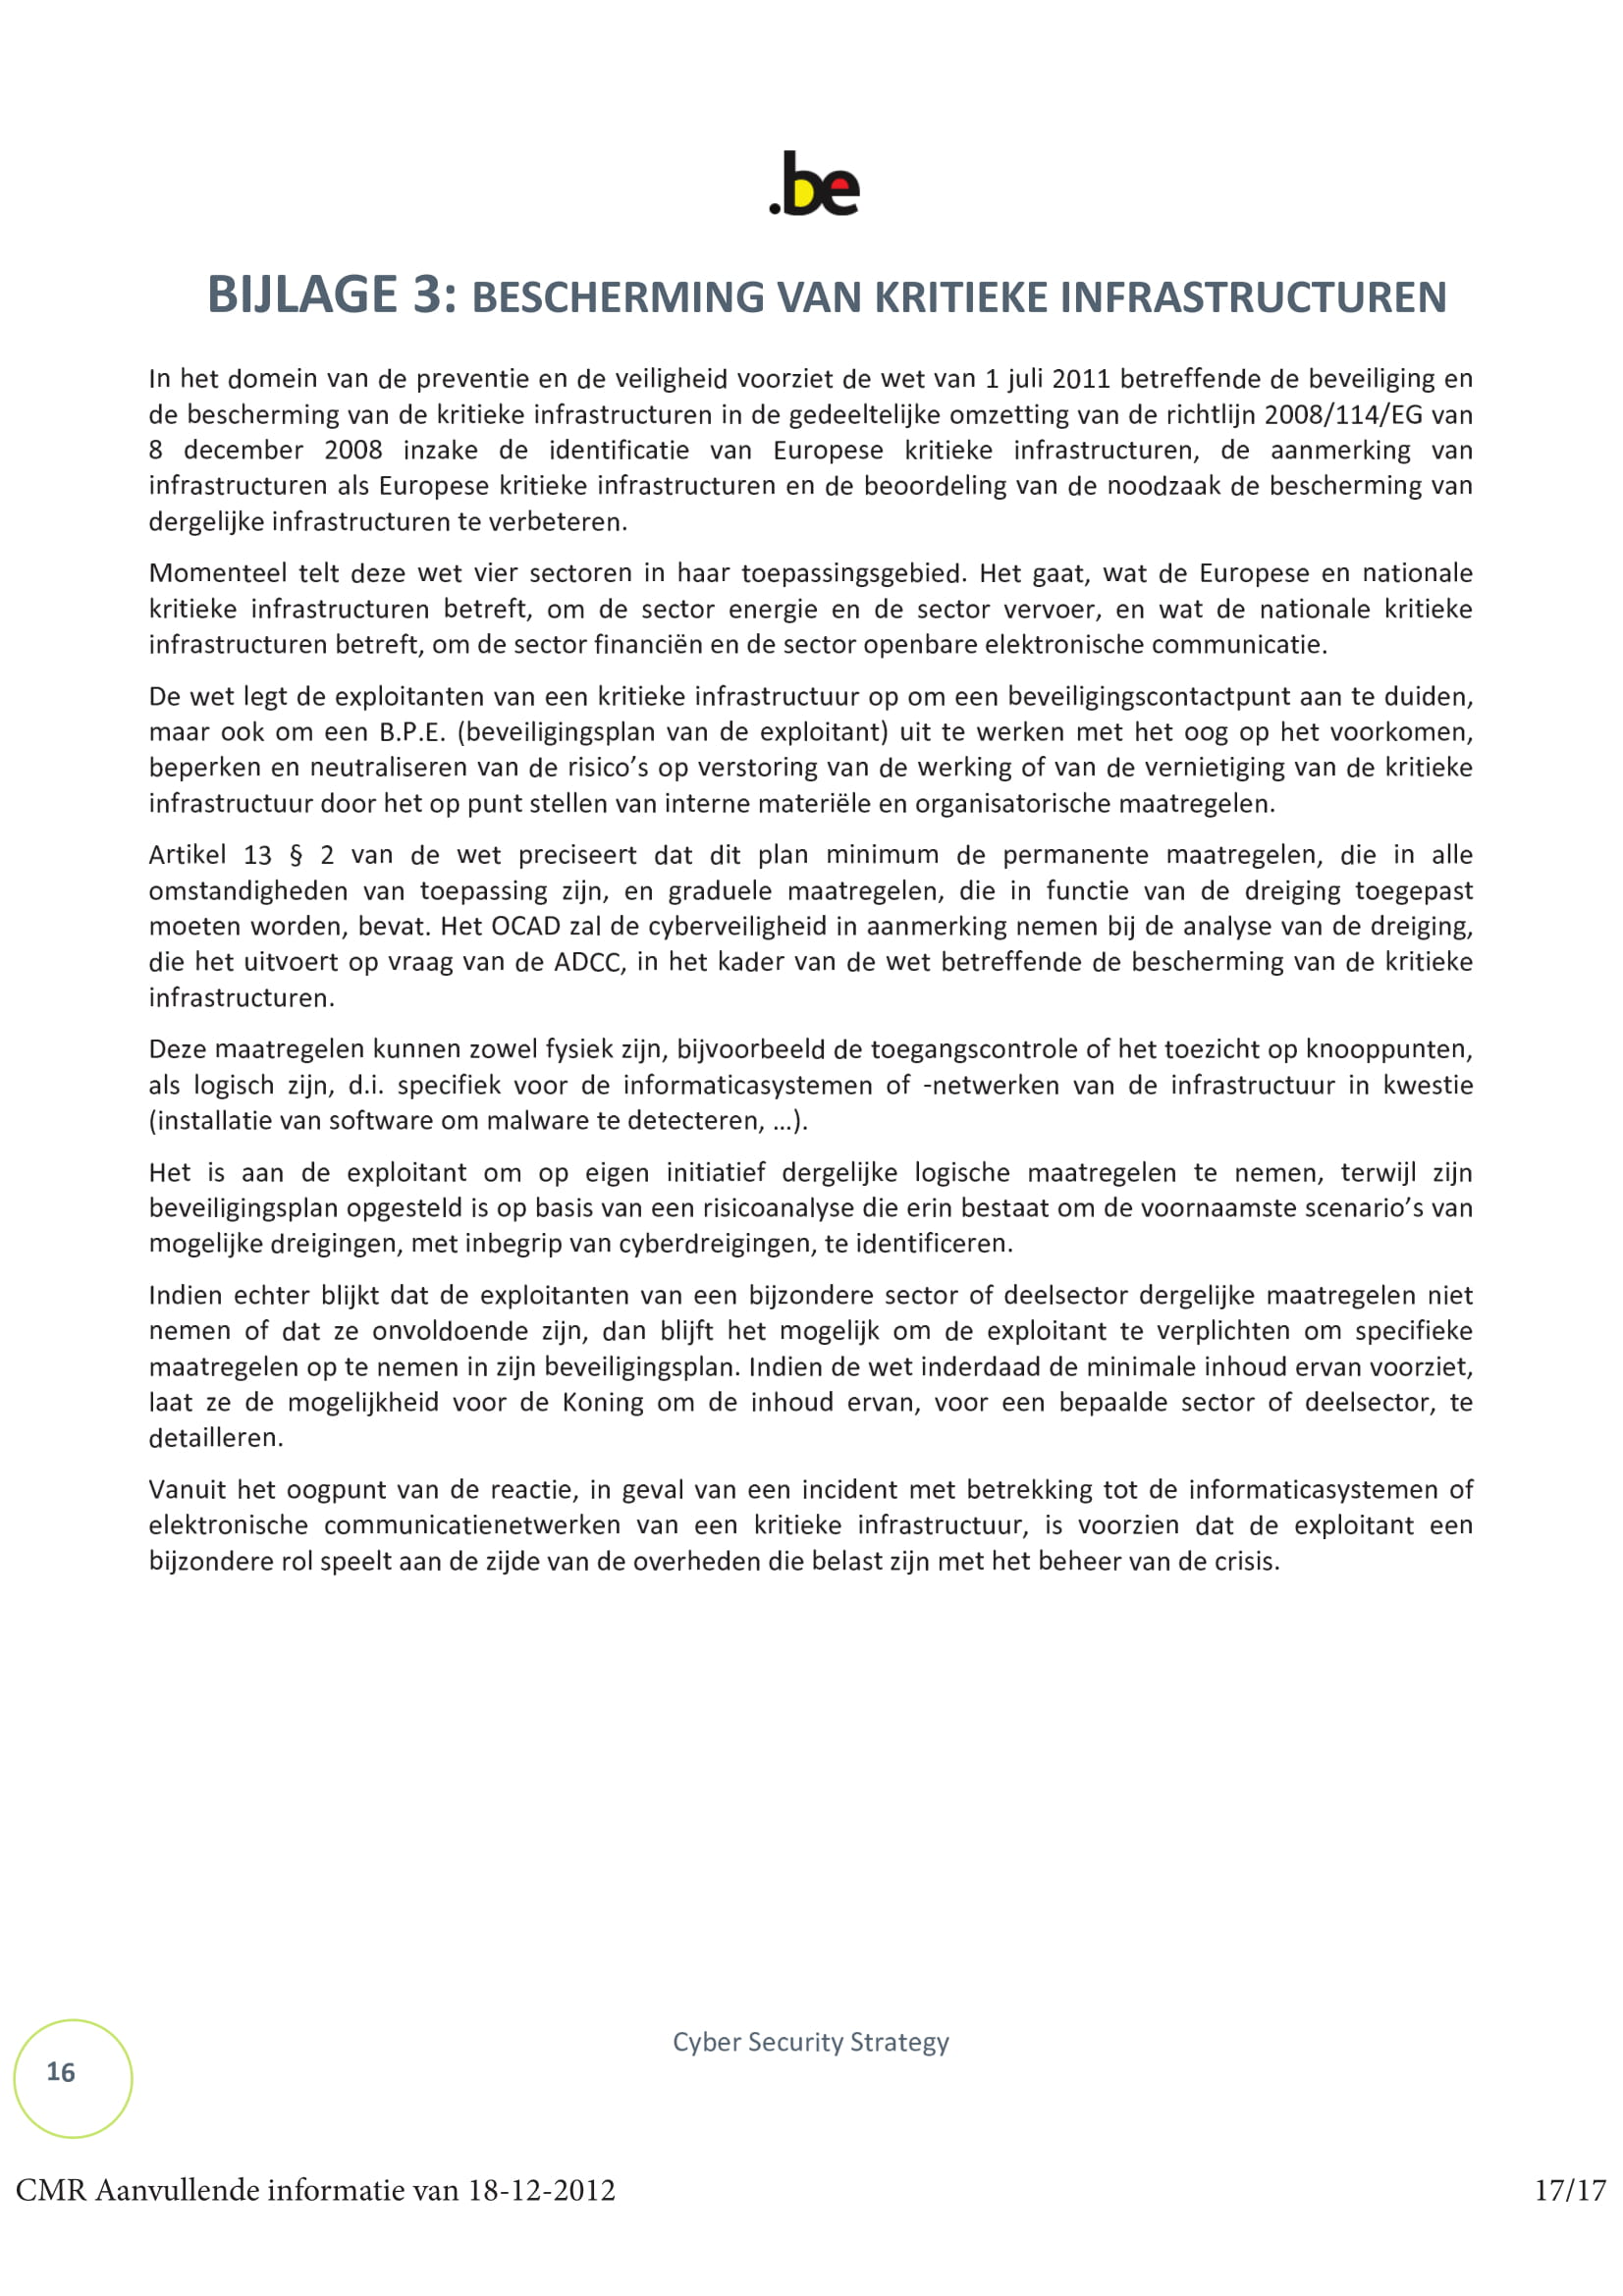 .be
BIJLAGE 3: BESCHERMING VAN KRITIEKE INFRASTRUCTUREN
In het domein van de preventie en de veiligheid voorziet de wet van 1 juli 2011 betreffende de beveiliging en
de bescherming van de kritieke infrastructuren in de gedeeltelijke omzetting van de richtlijn 2008/114/EG van
8 december 2008 inzake de identificatie van Europese kritieke infrastructuren, de aanmerking van
infrastructuren als Europese kritieke infrastructuren en de beoordeling van de noodzaak de bescherming van
dergelijke infrastructuren te verbeteren.
Momenteel telt deze wet vier sectoren in haar toepassingsgebied. Het gaat, wat de Europese en nationale
kritieke infrastructuren betreft, om de sector energie en de sector vervoer, en wat de nationale kritieke
infrastructuren betreft, om de sector financiën en de sector openbare elektronische communicatie.
De wet legt de exploitanten van een kritieke infrastructuur op om een beveiligingscontactpunt aan te duiden,
maar ook om een B.P.E. (beveiligingsplan van de exploitant) uit te werken met het oog op het voorkomen,
beperken en neutraliseren van de risico’s op verstoring van de werking of van de vernietiging van de kritieke
infrastructuur door het op punt stellen van interne materiële en organisatorische maatregelen.
Artikel 13 § 2 van de wet preciseert dat dit plan minimum de permanente maatregelen, die in alle
omstandigheden van toepassing zijn, en graduele maatregelen, die in functie van de dreiging toegepast
moeten worden, bevat. Het OCAD zal de cyberveiligheid in aanmerking nemen bij de analyse van de dreiging,
die het uitvoert op vraag van de ADCC, in het kader van de wet betreffende de bescherming van de kritieke
infrastructuren.
Deze maatregelen kunnen zowel fysiek zijn, bijvoorbeeld de toegangscontrole of het toezicht op knooppunten,
als logisch zijn, d.i. specifiek voor de informaticasystemen of -netwerken van de infrastructuur in kwestie
(installatie van software om malware te detecteren, ...).
Het is aan de exploitant om op eigen initiatief dergelijke logische maatregelen te nemen, terwijl zijn
beveiligingsplan opgesteld is op basis van een risicoanalyse die erin bestaat om de voornaamste scenario’s van
mogelijke dreigingen, met inbegrip van cyberdreigingen, te identificeren.
Indien echter blijkt dat de exploitanten van een bijzondere sector of deelsector dergelijke maatregelen niet
nemen of dat ze onvoldoende zijn, dan blijft het mogelijk om de exploitant te verplichten om specifieke
maatregelen op te nemen in zijn beveiligingsplan. Indien de wet inderdaad de minimale inhoud ervan voorziet,
laat ze de mogelijkheid voor de Koning om de inhoud ervan, voor een bepaalde sector of deelsector, te
detailleren.
Vanuit het oogpunt van de reactie, in geval van een incident met betrekking tot de informaticasystemen of
elektronische communicatienetwerken van een kritieke infrastructuur, is voorzien dat de exploitant een
bijzondere rol speelt aan de zijde van de overheden die belast zijn met het beheer van de crisis.
Cyber Security Strategy
16
CMR Aanvullende informatie van 18-12-2012
17/17